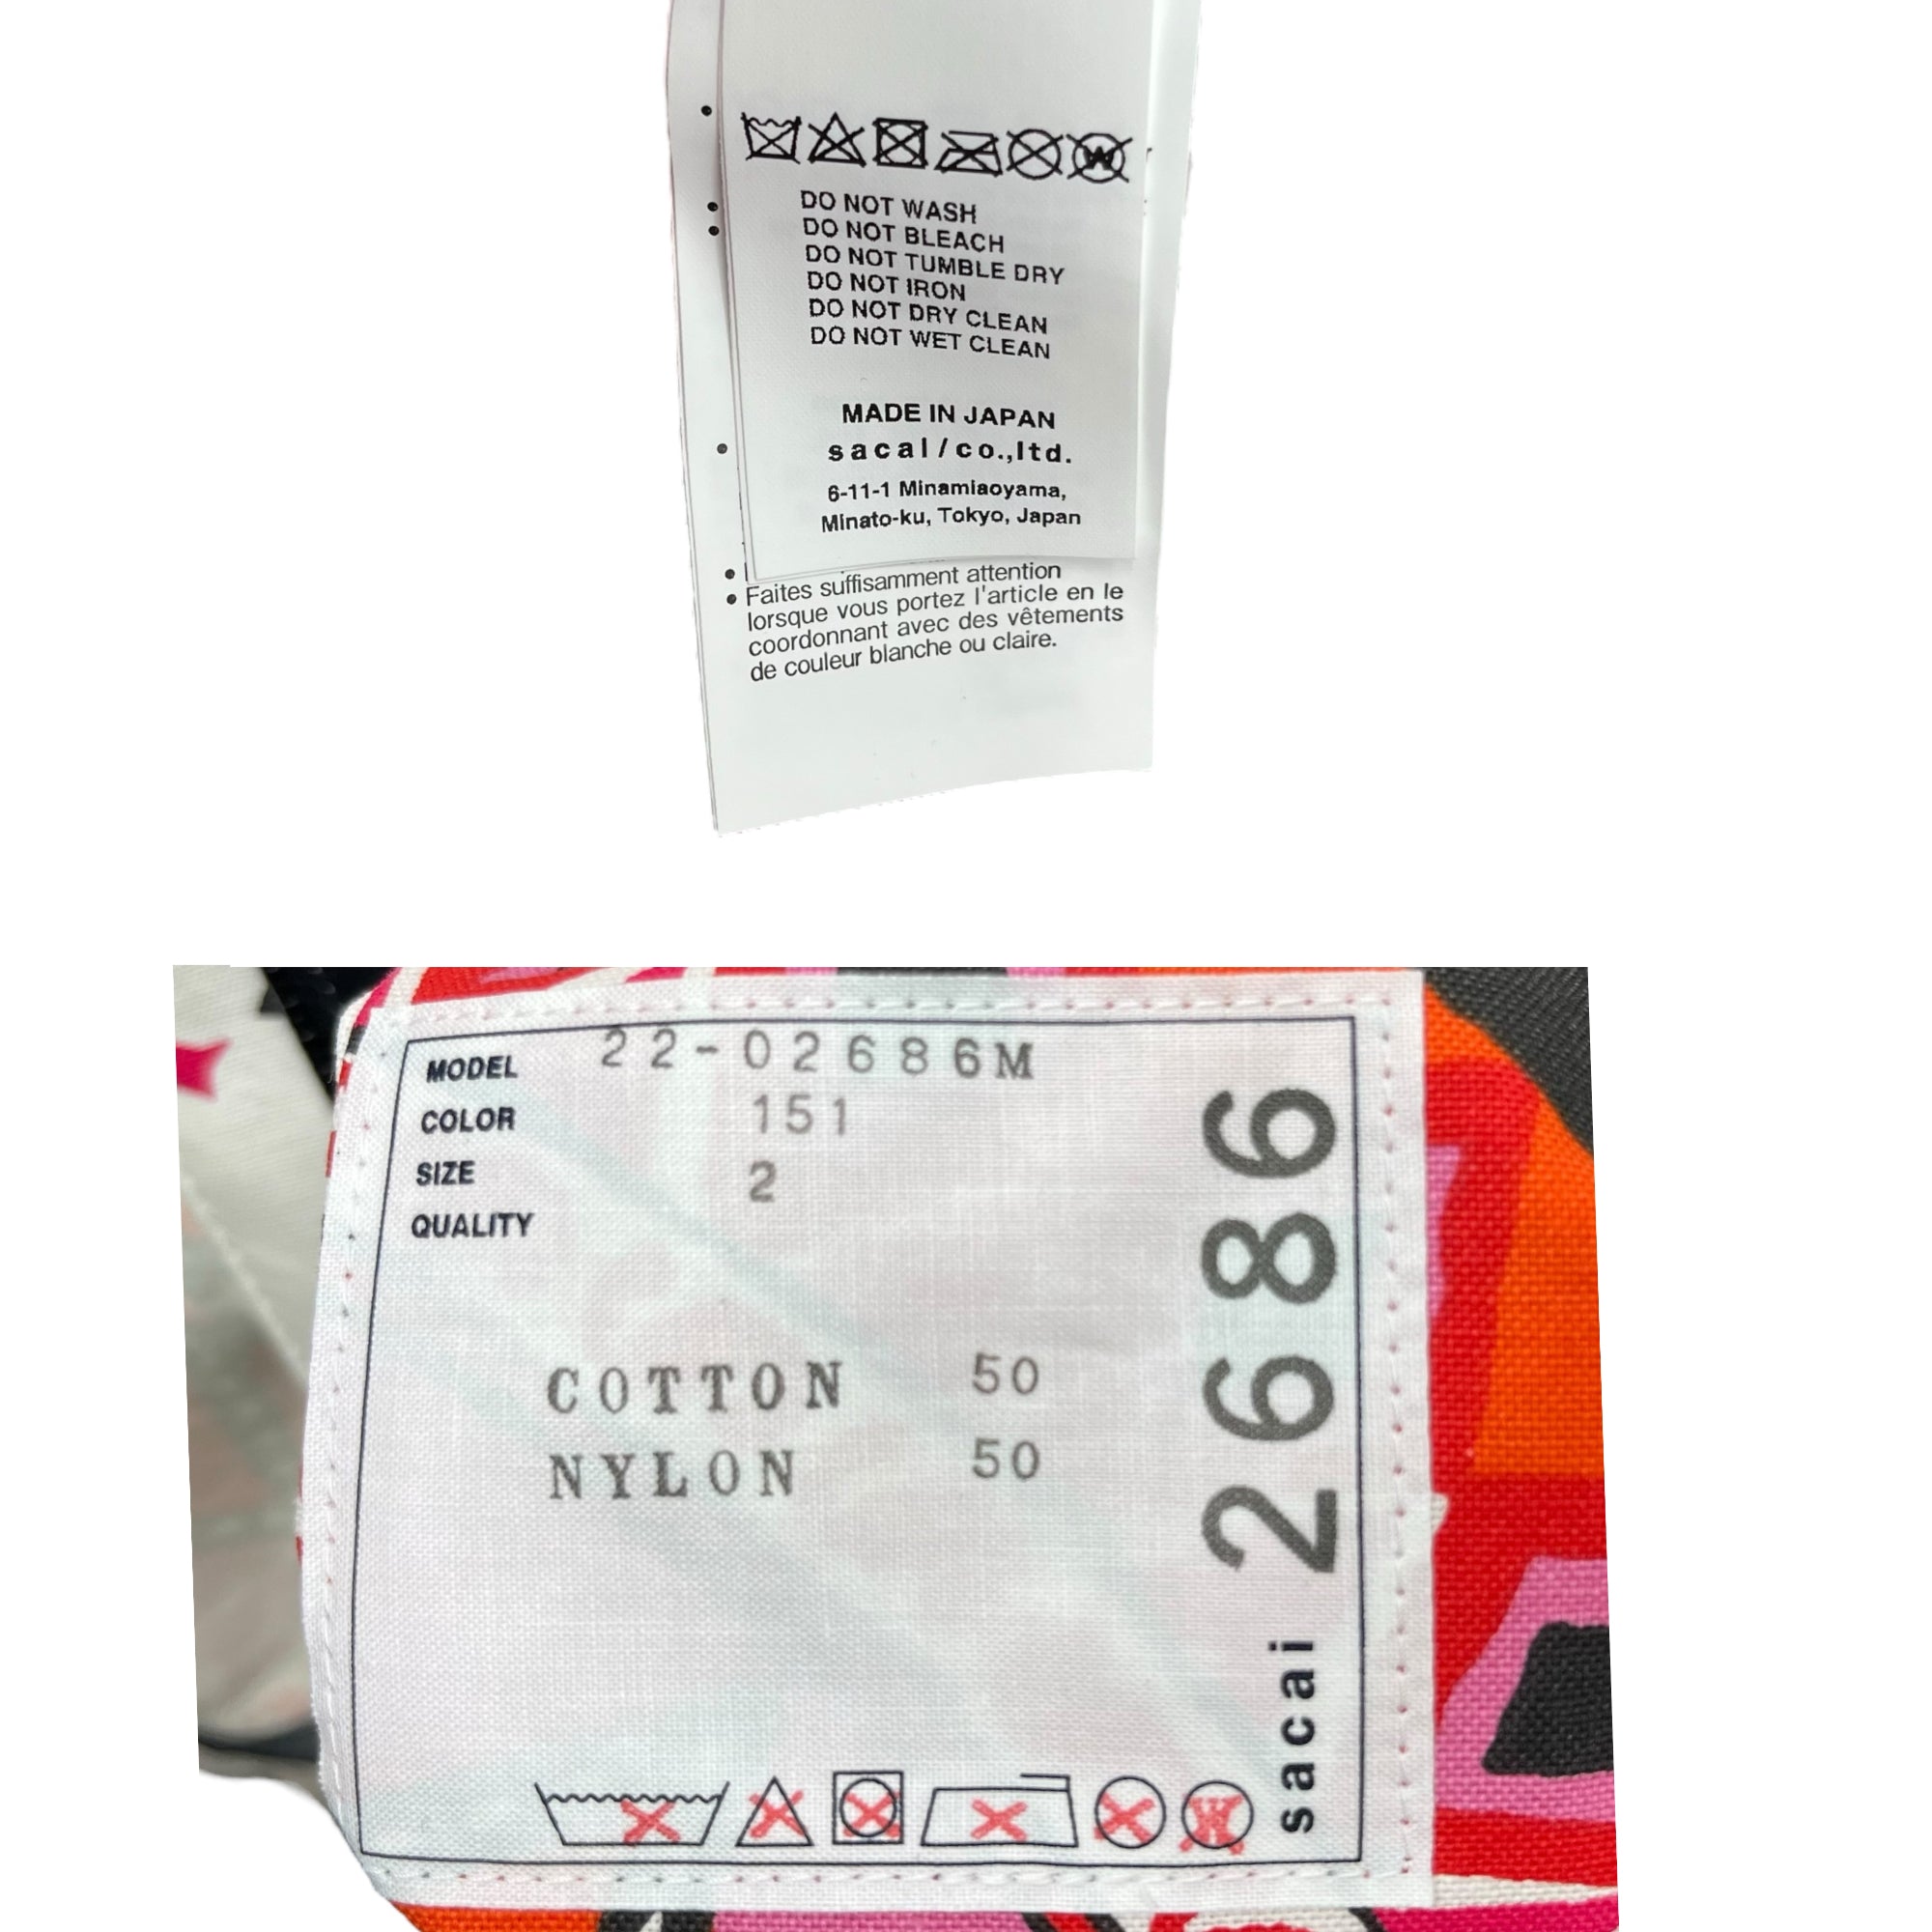 DO NOT WASH
DO NOT BLEACH
DO NOT TUMBLE DRY
DO NOT IRON
DO NOT DRY CLEAN
DO NOT WET CLEAN
MADE IN JAPAN
sacaI/co.,ltd.
6-11-1 Minamiaoyama,
Minato-ku, Tokyo, Japan
• Faites suffisamment attention
lorsque vous portez l'article en le
coordonnant avec des vêtements
de couleur blanche ou claire.
MODEL 22-02686M
COLOR 151
SIZE 2
QUALITY
COTTON 50
NYLON 50
sacai 2686
W